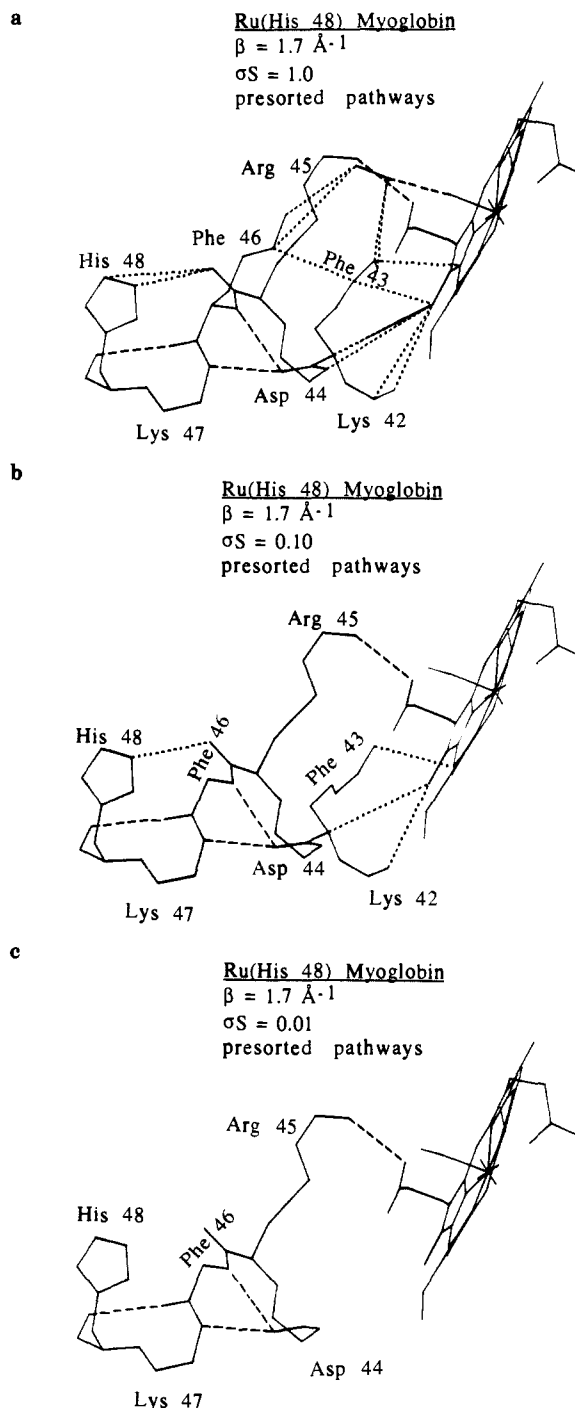 a
Ru(His 48) Myoglobin
β = 1.7 Å-1
σS = 1.0
presorted pathways
Arg 45
Phe 46
His 48
Phe 43
Asp 44
Lys 42
Lys 47
b
Ru(His 48) Myoglobin
β = 1.7 Å-1
σS = 0.10
presorted pathways
Arg 45
His 48
Phe 46
Phe 43
Asp 44
Lys 42
Lys 47
c
Ru(His 48) Myoglobin
β = 1.7 Å-1
σS = 0.01
presorted pathways
Arg 45
His 48
Phe 46
Asp 44
Lys 47